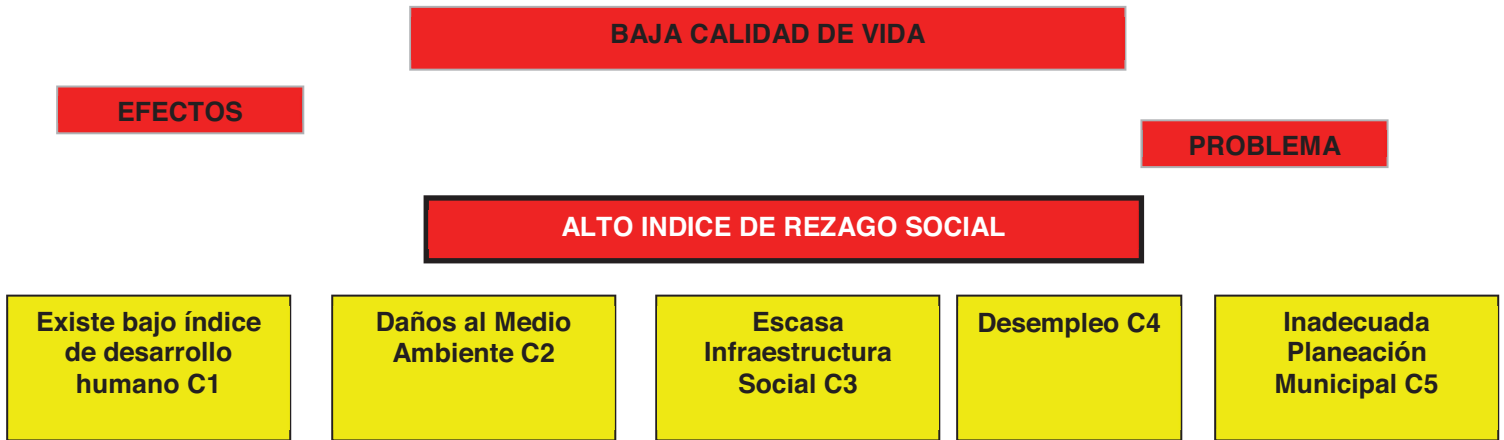 BAJA CALIDAD DE VIDA
EFECTOS
PROBLEMA
ALTO INDICE DE REZAGO SOCIAL
Existe bajo índice
de desarrollo
humano C1
Daños al Medio
Ambiente C2
Escasa
Infraestructura
Social C3
Desempleo C4
Inadecuada
Planeación
Municipal C5